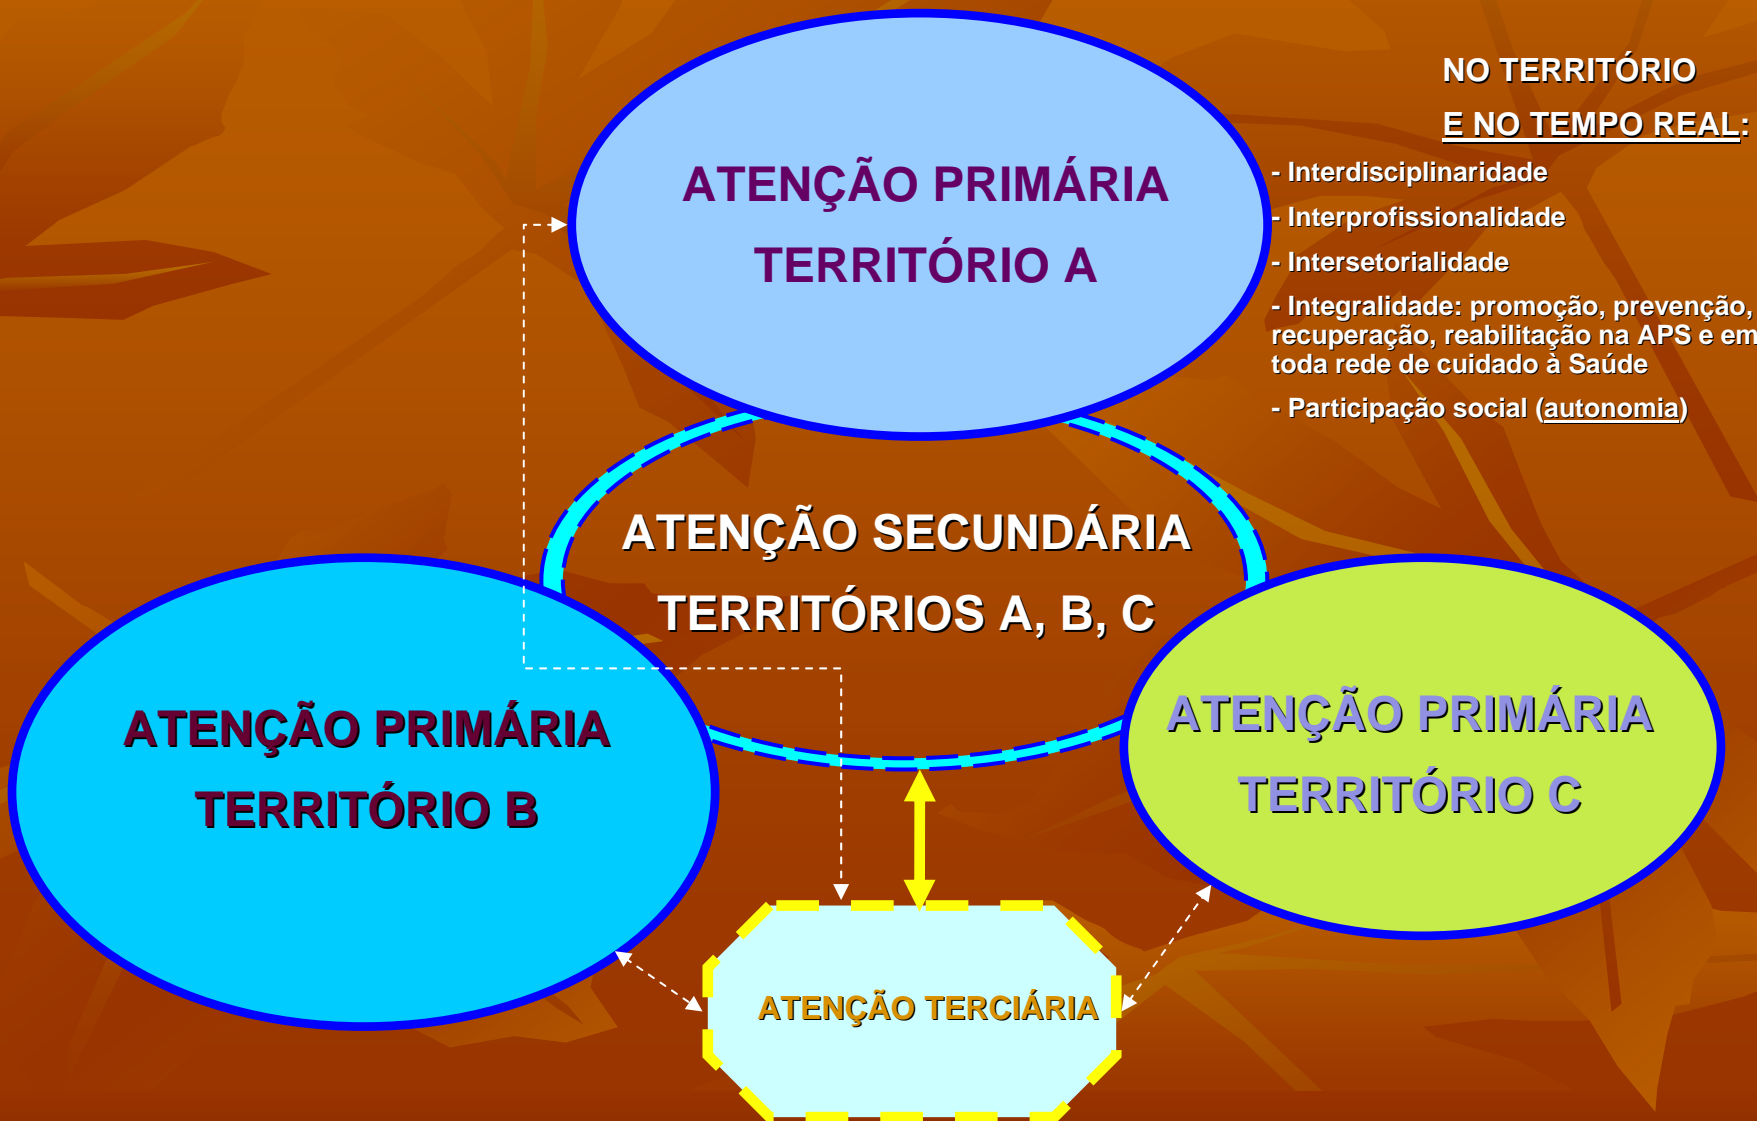 ATENÇÃO PRIMÁRIA
TERRITÓRIO A
NO TERRITÓRIO
E NO TEMPO REAL:
- Interdisciplinaridade
- Interprofissionalidade
- Intersetorialidade
- Integralidade: promoção, prevenção,
recuperação, reabilitação na APS e em
toda rede de cuidado à Saúde
- Participação social (autonomia)
ATENÇÃO SECUNDÁRIA
TERRITÓRIOS A, B, C
ATENÇÃO PRIMÁRIA
TERRITÓRIO B
ATENÇÃO PRIMÁRIA
TERRITÓRIO C
ATENÇÃO TERCIÁRIA